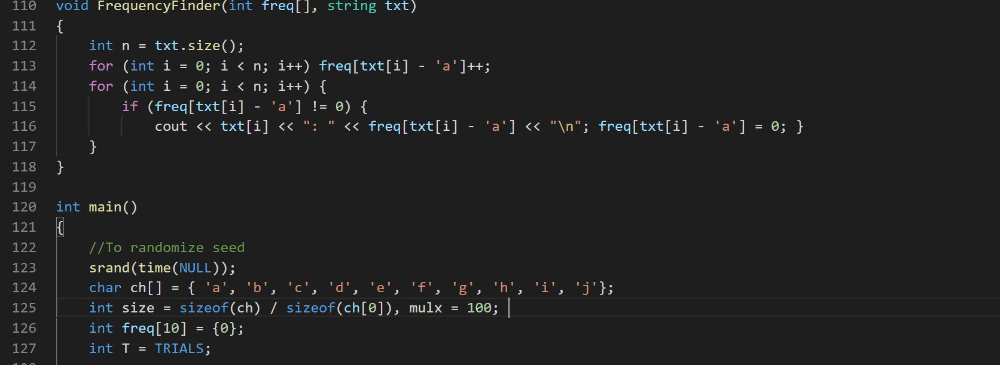 110 void FrequencyFinder(int freq[], string txt)
111 {
112     int n = txt.size();
113     for (int i = 0; i < n; i++) freq[txt[i] - 'a']++;
114     for (int i = 0; i < n; i++) {
115         if (freq[txt[i] - 'a'] != 0) {
116             cout << txt[i] << ": " << freq[txt[i] - 'a'] << "\n"; freq[txt[i] - 'a'] = 0; }
117     }
118 }
119
120 int main()
121 {
122     //To randomize seed
123     srand(time(NULL));
124     char ch[] = { 'a', 'b', 'c', 'd', 'e', 'f', 'g', 'h', 'i', 'j'};
125     int size = sizeof(ch) / sizeof(ch[0]), mulx = 100;
126     int freq[10] = {0};
127     int T = TRIALS;